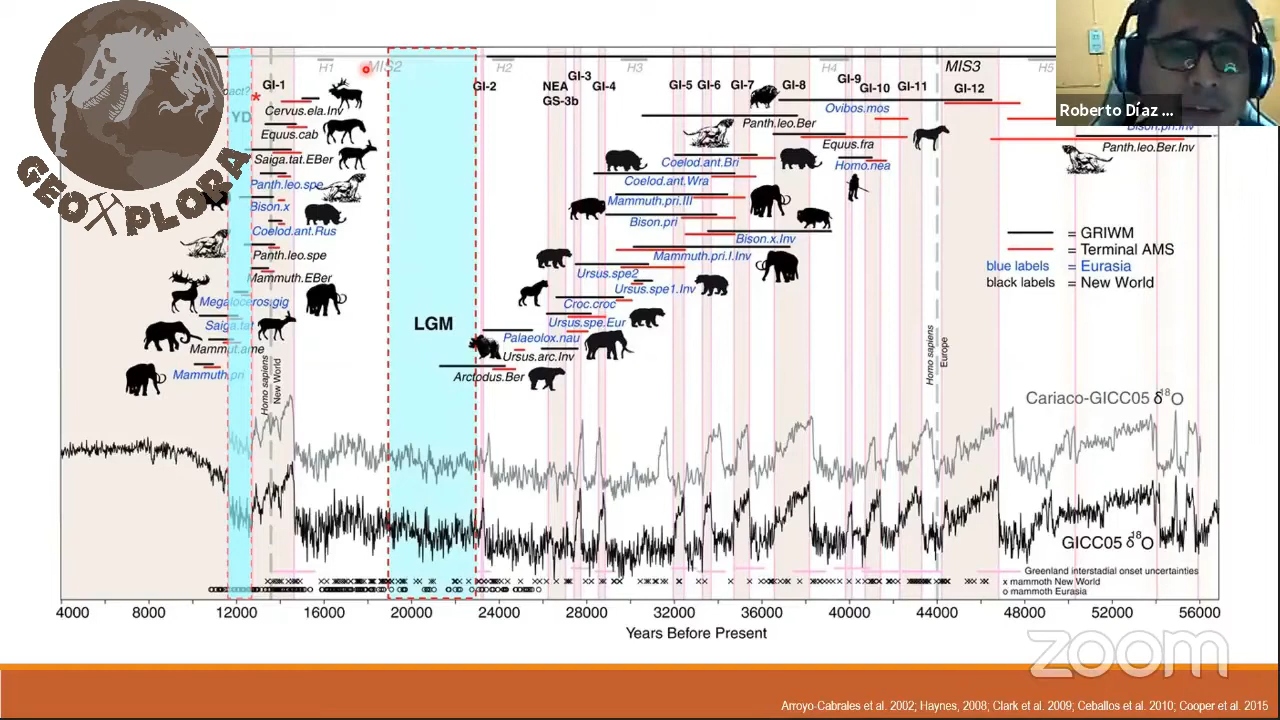 GEOXPLORA
Roberto Díaz ...
H1
MIS2
H2
H3
H4
MIS3
H5
GI-1
GI-2
NEA
GS-3b
GI-3
GI-4
GI-5
GI-6
GI-7
GI-8
GI-9
GI-10
GI-11
GI-12
YD
Cervus.ela.Inv
Equus.cab
Saiga.tat.EBer
Panth.leo.spe
Bison.x
Coelod.ant.Rus
Panth.leo.spe
Mammuth.EBer
Megaloceros.gig
Saiga.tat
Mammut.ame
Mammuth.pri
Homo sapiens
New World
LGM
Ovibos.mos
Panth.leo.Ber
Equus.fra
Homo.nea
Coelod.ant.Bri
Coelod.ant.Wra
Mammuth.pri.III
Bison.pri
Bison.x.Inv
Mammuth.pri.I.Inv
Ursus.spe2
Ursus.spe1.Inv
Croc.croc
Ursus.spe.Eur
Palaeolox.nau
Ursus.arc.Inv
Arctodus.Ber
Bison.pri.Inv
Panth.leo.Ber.Inv
= GRIWM
= Terminal AMS
blue labels = Eurasia
black labels = New World
Homo sapiens
Europe
Cariaco-GICC05 δ18O
GICC05 δ18O
Greenland interstadial onset uncertainties
x mammoth New World
o mammoth Eurasia
4000 8000 12000 16000 20000 24000 28000 32000 36000 40000 44000 48000 52000 56000
Years Before Present
zoom
Arroyo-Cabrales et al. 2002; Haynes, 2008; Clark et al. 2009; Ceballos et al. 2010; Cooper et al. 2015